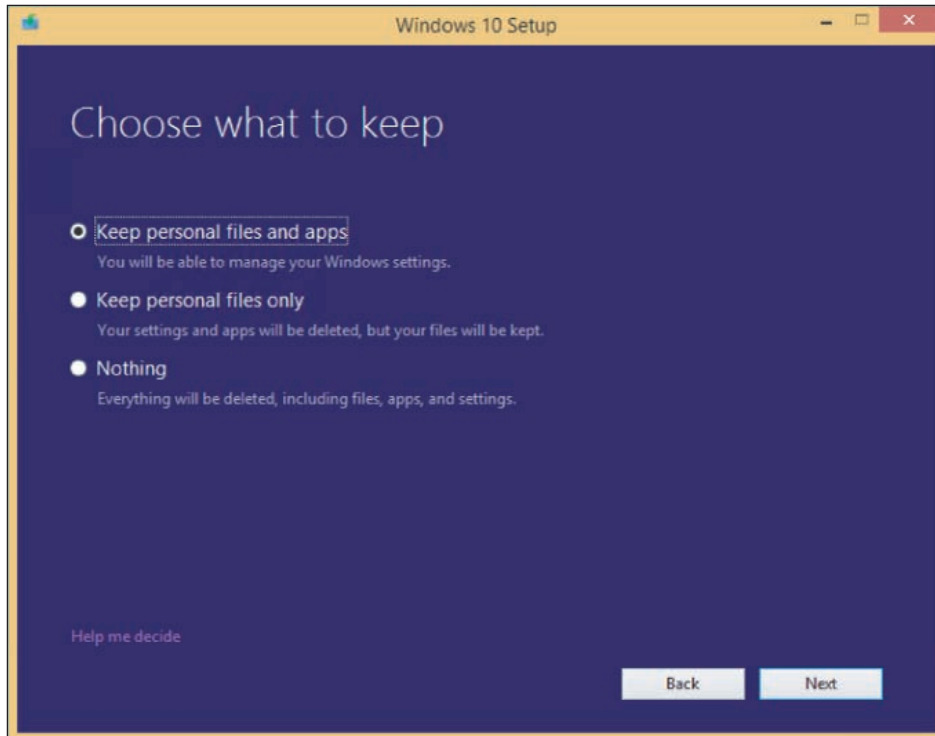 Windows 10 Setup
Choose what to keep
Keep personal files and apps
You will be able to manage your Windows settings.
Keep personal files only
Your settings and apps will be deleted, but your files will be kept.
Nothing
Everything will be deleted, including files, apps, and settings.
Help me decide
Back
Next